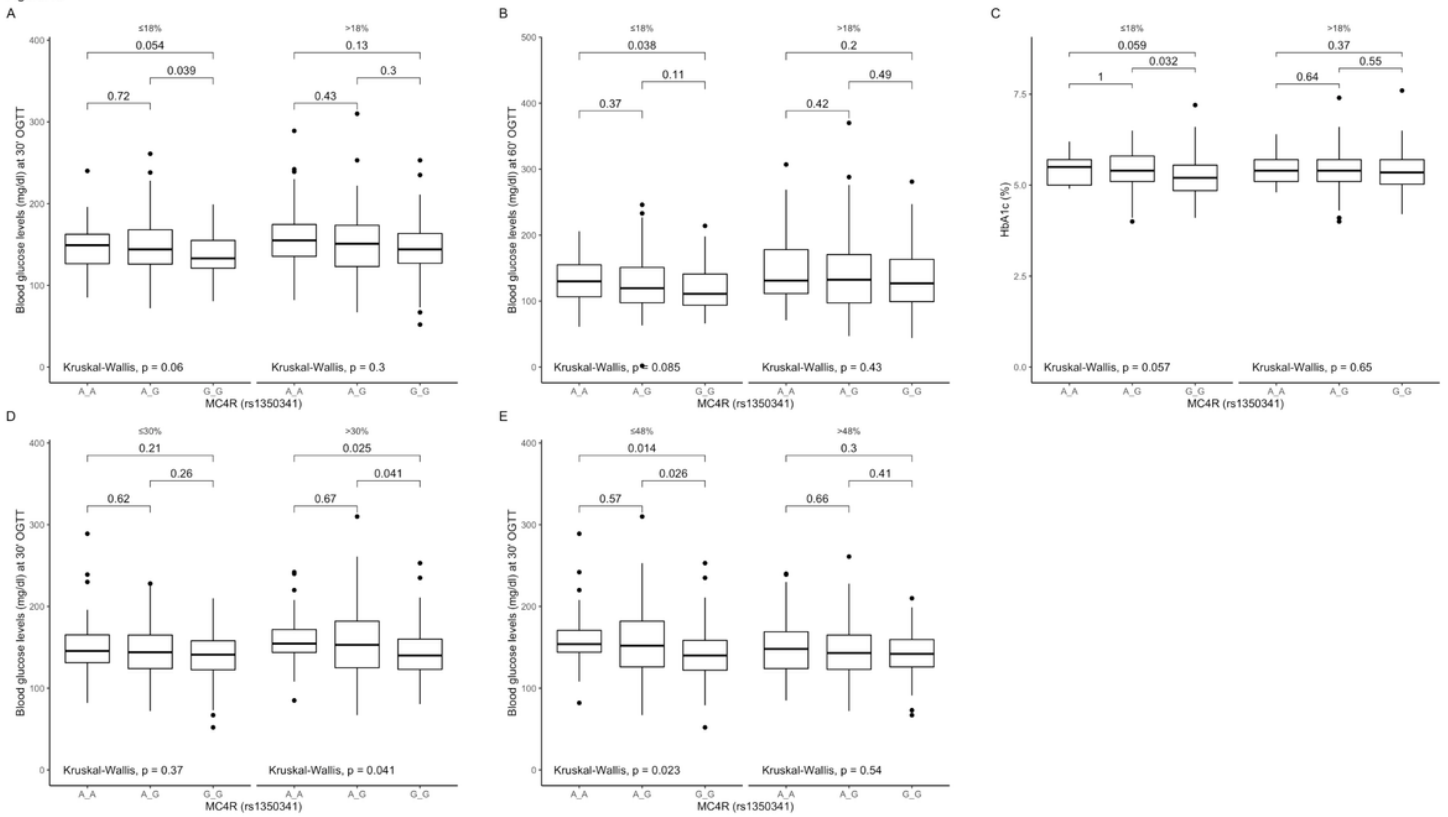 A
≤18% >18%
400
0.054 0.13
0.039 0.3
0.72 0.43
300
200
100
0
Blood glucose levels (mg/dl) at 30' OGTT
Kruskal-Wallis, p = 0.06 Kruskal-Wallis, p = 0.3
A_A A_G G_G A_A A_G G_G
MC4R (rs1350341)
B
≤18% >18%
500
0.038 0.2
0.11 0.49
0.37 0.42
400
300
200
100
0
Blood glucose levels (mg/dl) at 60' OGTT
Kruskal-Wallis, p = 0.085 Kruskal-Wallis, p = 0.43
A_A A_G G_G A_A A_G G_G
MC4R (rs1350341)
C
≤18% >18%
0.059 0.37
0.032 0.55
1 0.64
7.5
5.0
2.5
0.0
HbA1c (%)
Kruskal-Wallis, p = 0.057 Kruskal-Wallis, p = 0.65
A_A A_G G_G A_A A_G G_G
MC4R (rs1350341)
D
≤30% >30%
400
0.21 0.025
0.26 0.041
0.62 0.67
300
200
100
0
Blood glucose levels (mg/dl) at 30' OGTT
Kruskal-Wallis, p = 0.37 Kruskal-Wallis, p = 0.041
A_A A_G G_G A_A A_G G_G
MC4R (rs1350341)
E
≤48% >48%
400
0.014 0.3
0.026 0.41
0.57 0.66
300
200
100
0
Blood glucose levels (mg/dl) at 30' OGTT
Kruskal-Wallis, p = 0.023 Kruskal-Wallis, p = 0.54
A_A A_G G_G A_A A_G G_G
MC4R (rs1350341)